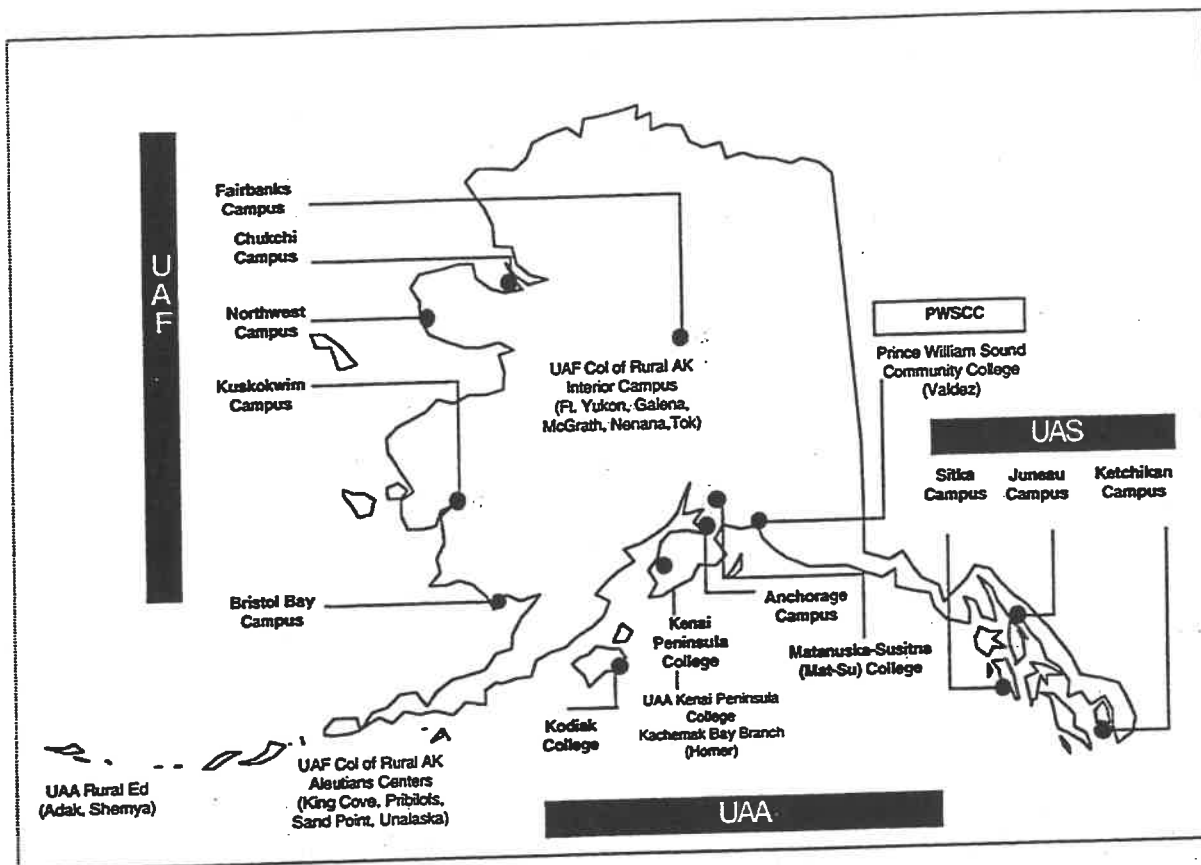 UAF
Fairbanks
Campus
Chukchi
Campus
Northwest
Campus
Kuskokwim
Campus
Bristol Bay
Campus
UAF Col of Rural AK
Interior Campus
(Ft. Yukon, Galena,
McGrath, Nenana, Tok)
PWSCC
Prince William Sound
Community College
(Valdez)
UAS
Sitka
Campus
Juneau
Campus
Ketchikan
Campus
Anchorage
Campus
Matanuska-Susitna
(Mat-Su) College
Kenai
Peninsula
College
UAA Kenai Peninsula
College
Kachemak Bay Branch
(Homer)
Kodiak
College
UAF Col of Rural AK
Aleutians Centers
(King Cove, Pribilofs,
Sand Point, Unalaska)
UAA Rural Ed
(Adak, Shemya)
UAA